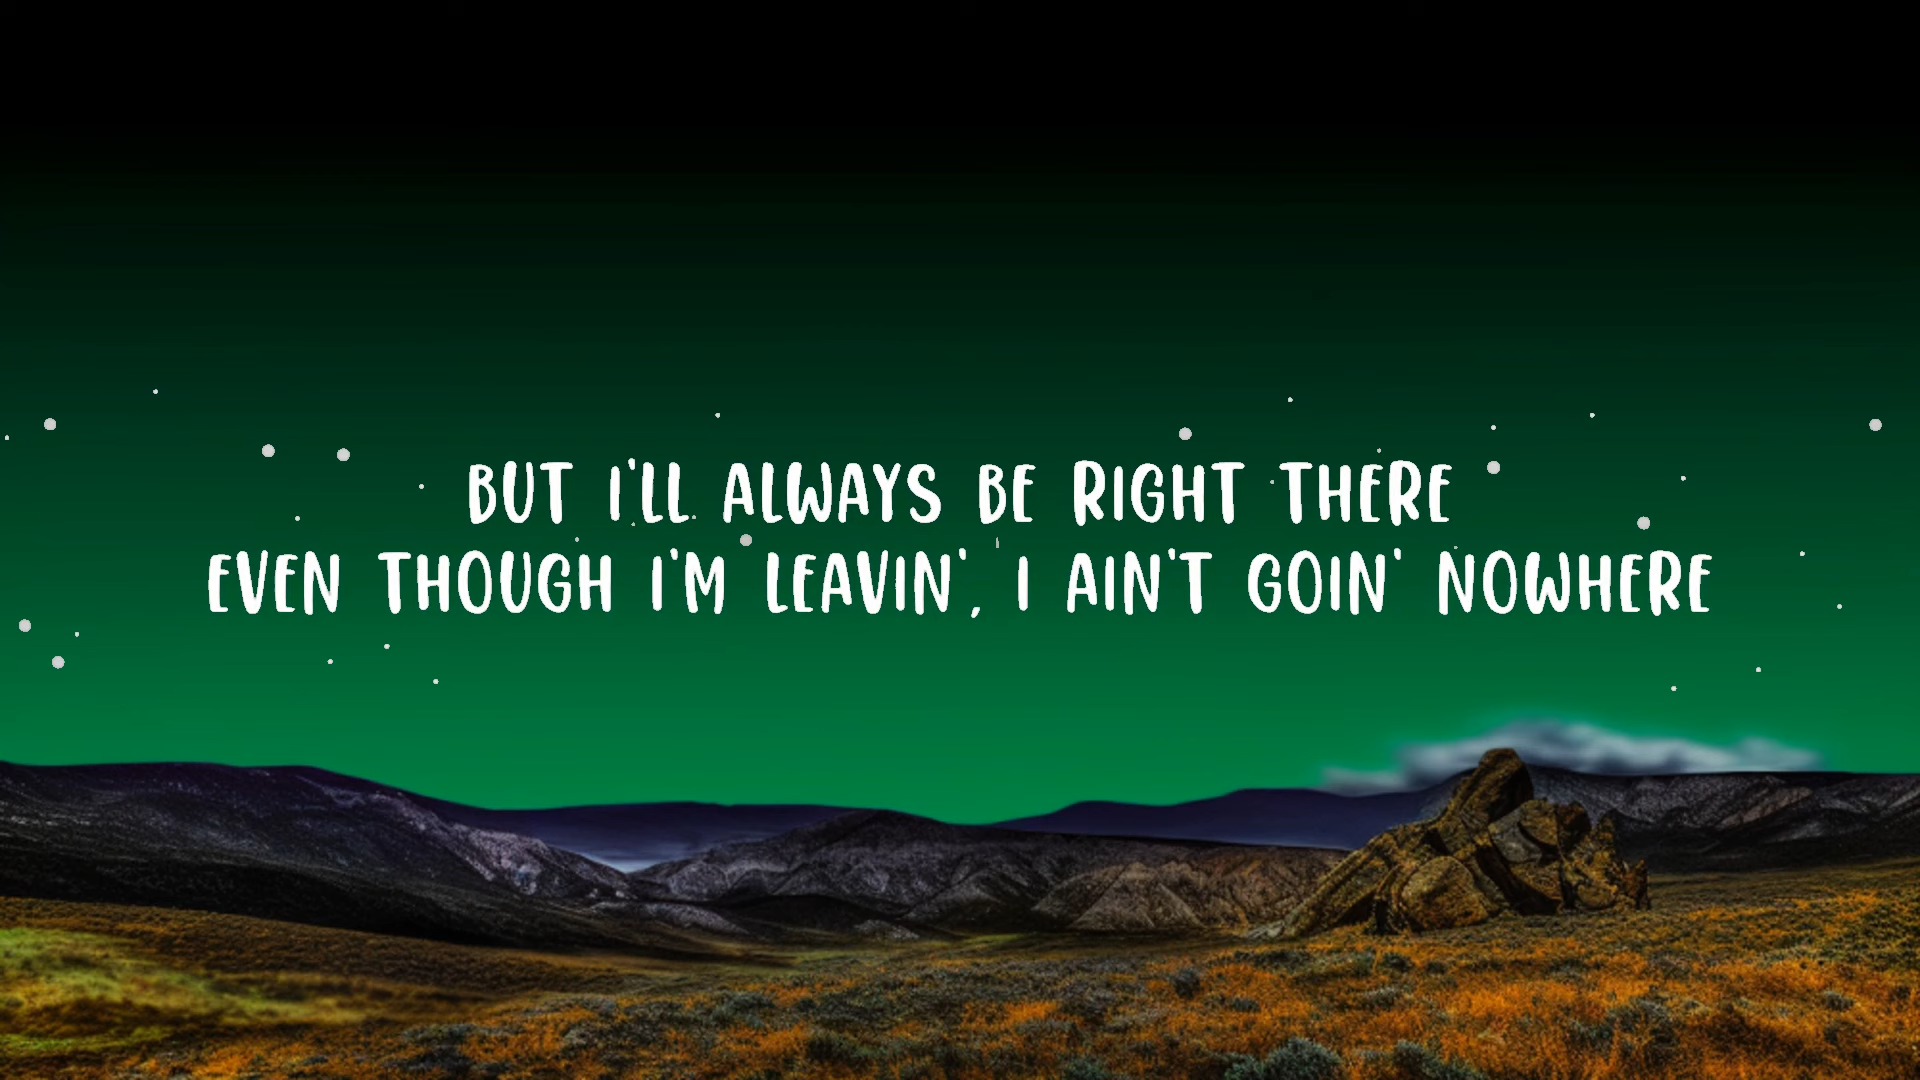 BUT I'LL ALWAYS BE RIGHT THERE
EVEN THOUGH I'M LEAVIN', I AIN'T GOIN' NOWHERE